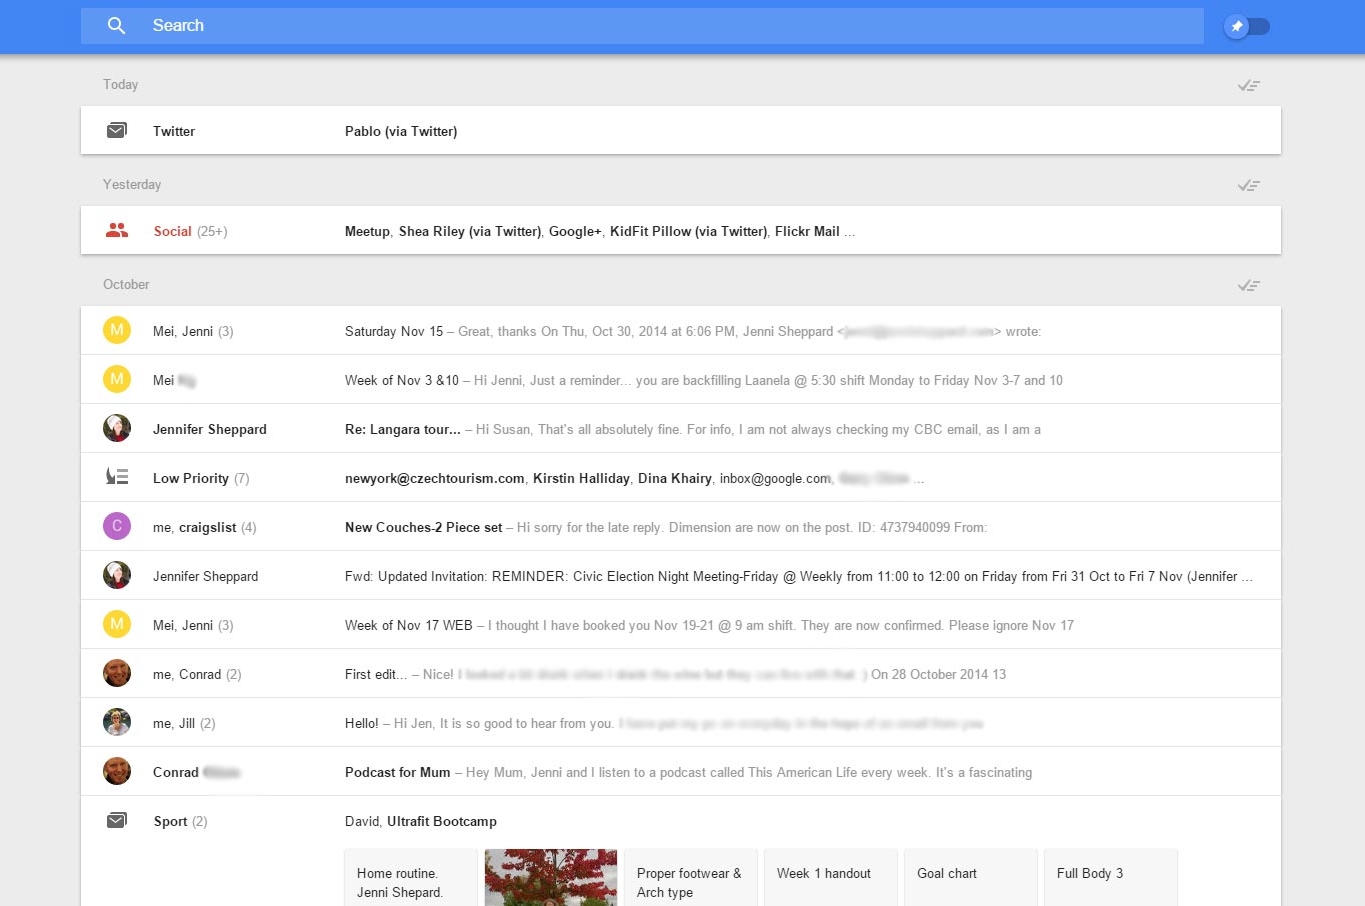 Search
Today
Twitter Pablo (via Twitter)
Yesterday
Social (25+) Meetup, Shea Riley (via Twitter), Google+, KidFit Pillow (via Twitter), Flickr Mail ...
October
M Mei, Jenni (3) Saturday Nov 15 – Great, thanks On Thu, Oct 30, 2014 at 6:06 PM, Jenni Sheppard < > wrote:
M Mei Week of Nov 3 &10 – Hi Jenni, Just a reminder... you are backfilling Laanela @ 5:30 shift Monday to Friday Nov 3-7 and 10
Jennifer Sheppard Re: Langara tour... – Hi Susan, That's all absolutely fine. For info, I am not always checking my CBC email, as I am a
Low Priority (7) newyork@czechtourism.com, Kirstin Halliday, Dina Khairy, inbox@google.com, ...
C me, craigslist (4) New Couches-2 Piece set – Hi sorry for the late reply. Dimension are now on the post. ID: 4737940099 From:
Jennifer Sheppard Fwd: Updated Invitation: REMINDER: Civic Election Night Meeting-Friday @ Weekly from 11:00 to 12:00 on Friday from Fri 31 Oct to Fri 7 Nov (Jennifer ...
M Mei, Jenni (3) Week of Nov 17 WEB – I thought I have booked you Nov 19-21 @ 9 am shift. They are now confirmed. Please ignore Nov 17
me, Conrad (2) First edit... – Nice! On 28 October 2014 13
me, Jill (2) Hello! – Hi Jen, It is so good to hear from you.
Conrad Podcast for Mum – Hey Mum, Jenni and I listen to a podcast called This American Life every week. It's a fascinating
Sport (2) David, Ultrafit Bootcamp
Home routine. Proper footwear & Week 1 handout Goal chart Full Body 3
Jenni Shepard. Arch type